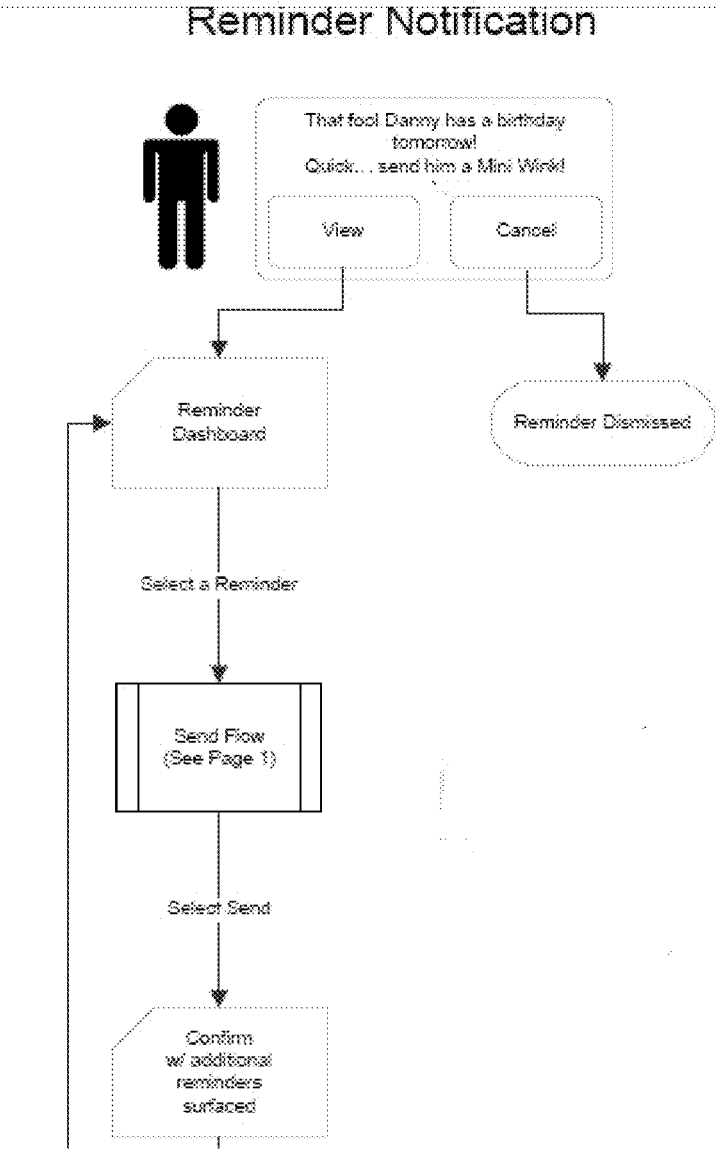 Reminder Notification
That fool Danny has a birthday
tomorrow!
Quick... send him a Mini Wink!
View
Cancel
Reminder
Dashboard
Reminder Dismissed
Select a Reminder
Send Flow
(See Page 1)
Select Send
Confirm
w/ additional
reminders
surfaced